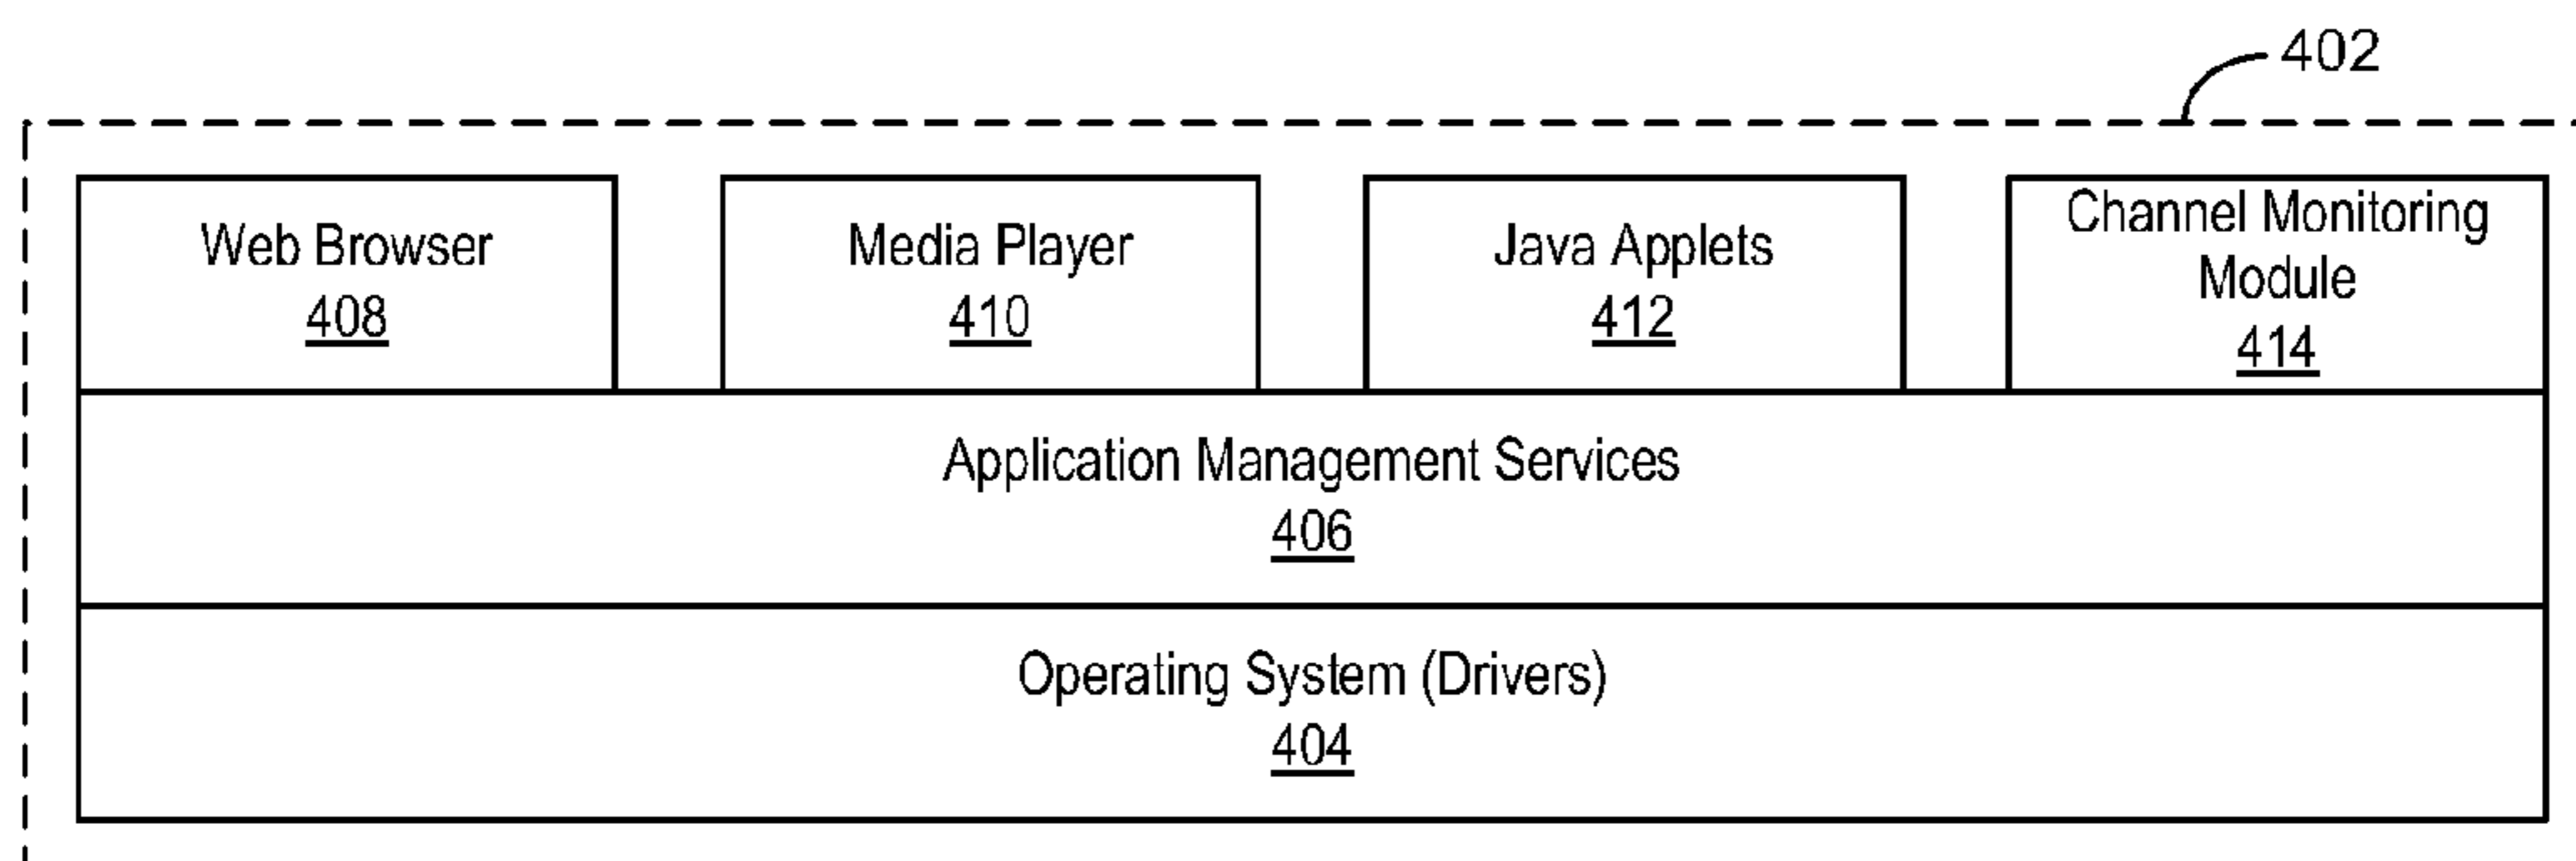 402
Web Browser
408
Media Player
410
Java Applets
412
Channel Monitoring
Module
414
Application Management Services
406
Operating System (Drivers)
404